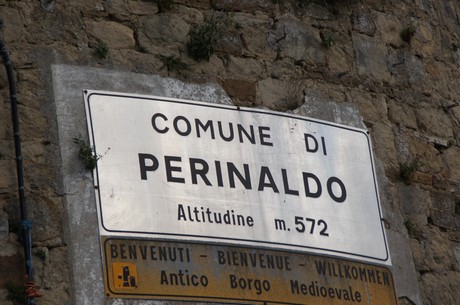 COMUNE DI
PERINALDO
Altitudine m. 572
BENVENUTI - BIENVENUE - WILLKOMMEN
Antico Borgo Medioevale